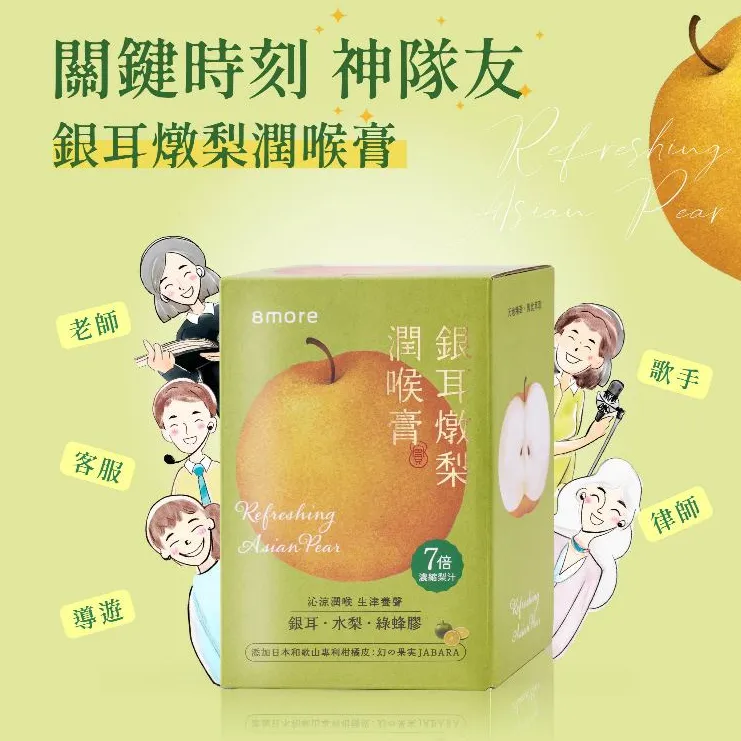 關鍵時刻 神隊友
銀耳燉梨潤喉膏
Refreshing
Asian Pear
老師
客服
導遊
歌手
律師
8more
銀耳燉梨
潤喉膏
Refreshing
Asian Pear
7倍
濃縮梨汁
沁涼潤喉 生津養聲
銀耳·水梨·綠蜂膠
添加日本和歌山專利柑橘皮:幻の果実JABARA
Refreshing
Asian Pear